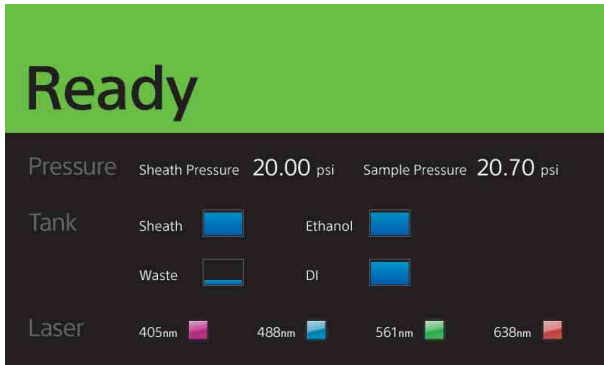 Ready
Pressure Sheath Pressure 20.00 psi Sample Pressure 20.70 psi
Tank Sheath Ethanol
Waste DI
Laser 405nm 488nm 561nm 638nm